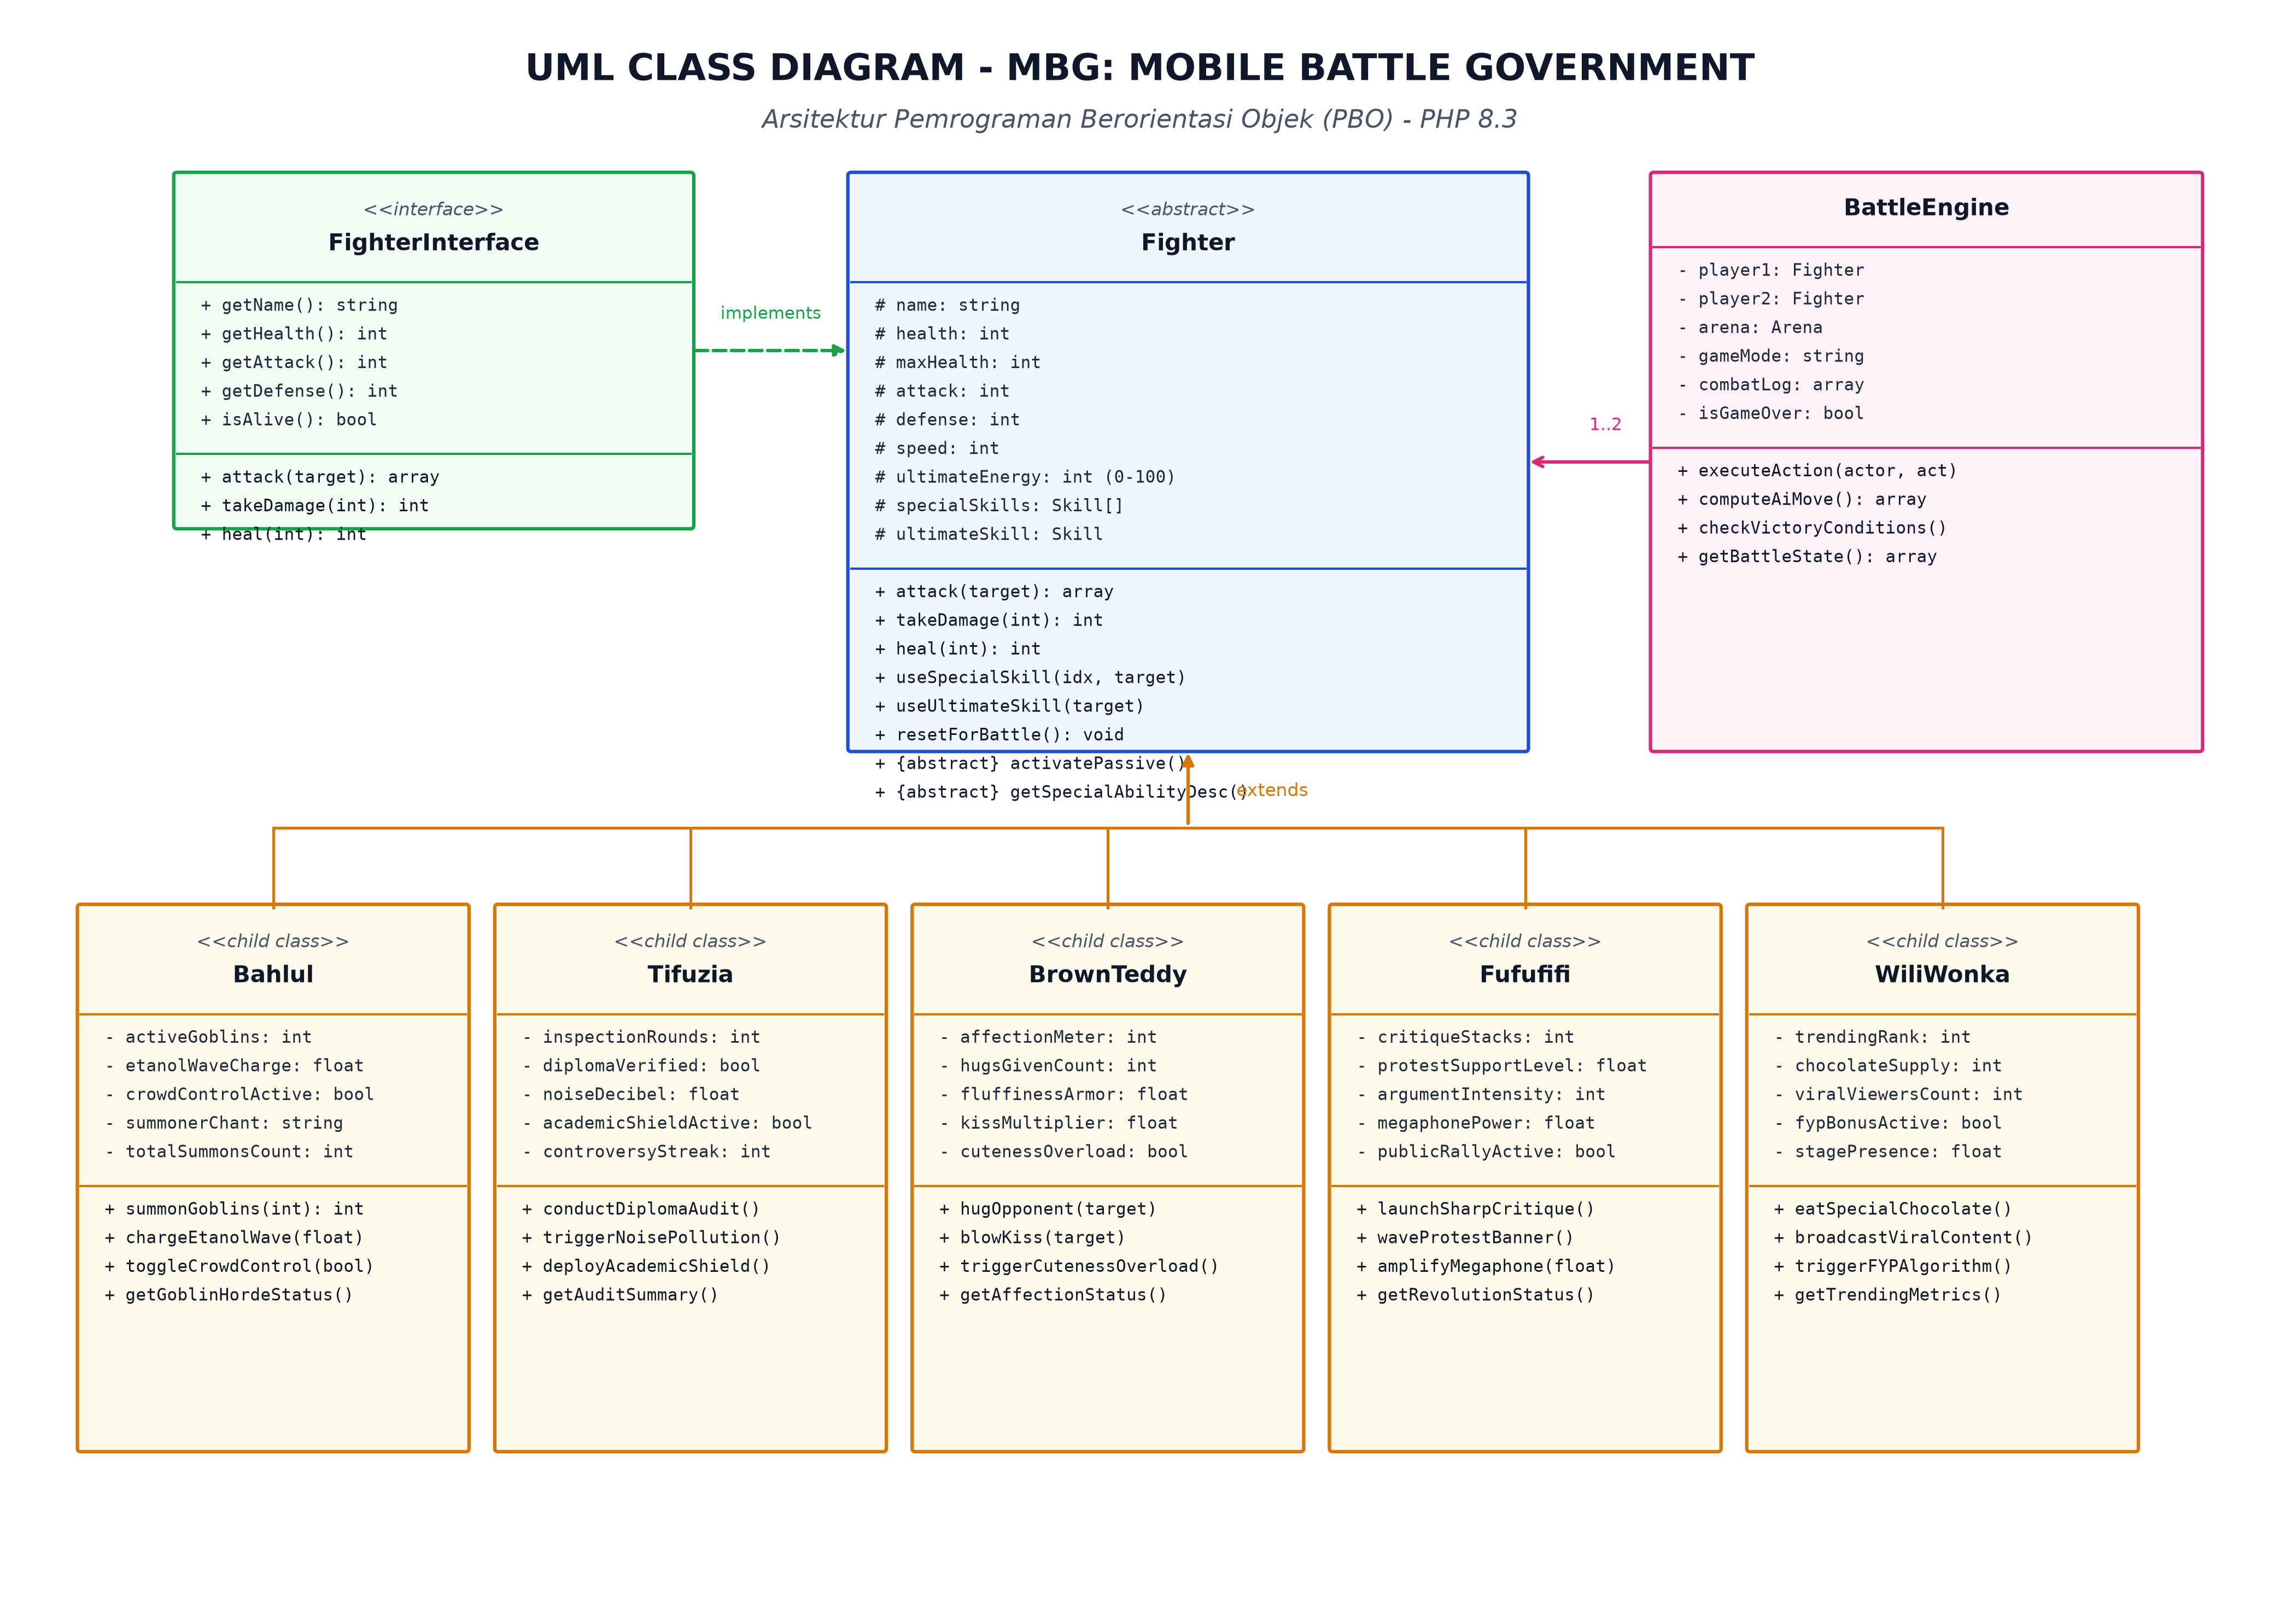 UML CLASS DIAGRAM - MBG: MOBILE BATTLE GOVERNMENT
Arsitektur Pemrograman Berorientasi Objek (PBO) - PHP 8.3
<<interface>>
FighterInterface
+ getName(): string
+ getHealth(): int
+ getAttack(): int
+ getDefense(): int
+ isAlive(): bool
+ attack(target): array
+ takeDamage(int): int
+ heal(int): int
implements
<<abstract>>
Fighter
# name: string
# health: int
# maxHealth: int
# attack: int
# defense: int
# speed: int
# ultimateEnergy: int (0-100)
# specialSkills: Skill[]
# ultimateSkill: Skill
+ attack(target): array
+ takeDamage(int): int
+ heal(int): int
+ useSpecialSkill(idx, target)
+ useUltimateSkill(target)
+ resetForBattle(): void
+ {abstract} activatePassive()
+ {abstract} getSpecialAbilityDesc()
1..2
BattleEngine
- player1: Fighter
- player2: Fighter
- arena: Arena
- gameMode: string
- combatLog: array
- isGameOver: bool
+ executeAction(actor, act)
+ computeAiMove(): array
+ checkVictoryConditions()
+ getBattleState(): array
extends
<<child class>>
Bahlul
- activeGoblins: int
- etanolWaveCharge: float
- crowdControlActive: bool
- summonerChant: string
- totalSummonsCount: int
+ summonGoblins(int): int
+ chargeEtanolWave(float)
+ toggleCrowdControl(bool)
+ getGoblinHordeStatus()
<<child class>>
Tifuzia
- inspectionRounds: int
- diplomaVerified: bool
- noiseDecibel: float
- academicShieldActive: bool
- controversyStreak: int
+ conductDiplomaAudit()
+ triggerNoisePollution()
+ deployAcademicShield()
+ getAuditSummary()
<<child class>>
BrownTeddy
- affectionMeter: int
- hugsGivenCount: int
- fluffinessArmor: float
- kissMultiplier: float
- cutenessOverload: bool
+ hugOpponent(target)
+ blowKiss(target)
+ triggerCutenessOverload()
+ getAffectionStatus()
<<child class>>
Fufufifi
- critiqueStacks: int
- protestSupportLevel: float
- argumentIntensity: int
- megaphonePower: float
- publicRallyActive: bool
+ launchSharpCritique()
+ waveProtestBanner()
+ amplifyMegaphone(float)
+ getRevolutionStatus()
<<child class>>
WiliWonka
- trendingRank: int
- chocolateSupply: int
- viralViewersCount: int
- fypBonusActive: bool
- stagePresence: float
+ eatSpecialChocolate()
+ broadcastViralContent()
+ triggerFYPAlgorithm()
+ getTrendingMetrics()